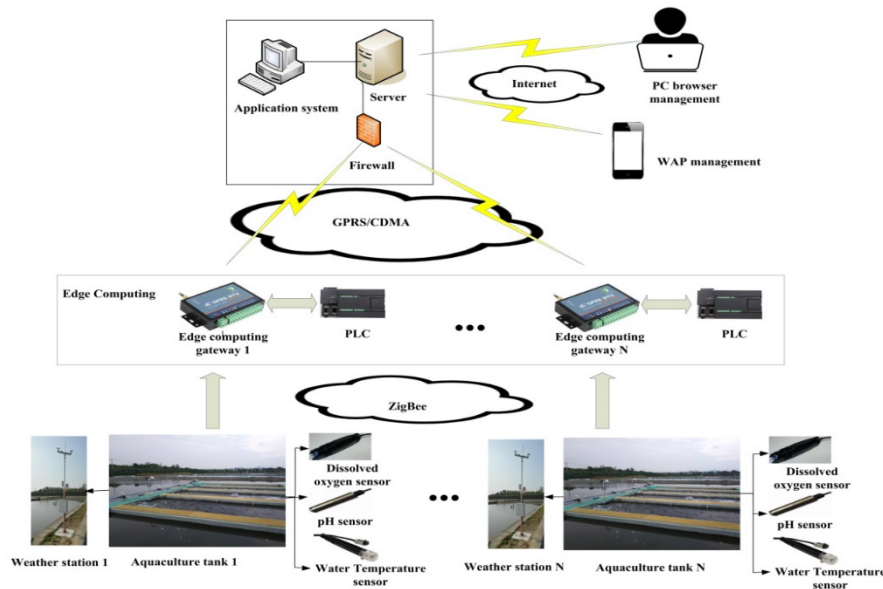 Application system
Server
Firewall
Internet
PC browser
management
WAP management
GPRS/CDMA
Edge Computing
Edge computing
gateway 1
PLC
Edge computing
gateway N
PLC
ZigBee
Weather station 1
Aquaculture tank 1
Dissolved
oxygen sensor
pH sensor
Water Temperature
sensor
Weather station N
Aquaculture tank N
Dissolved
oxygen sensor
pH sensor
Water Temperature
sensor